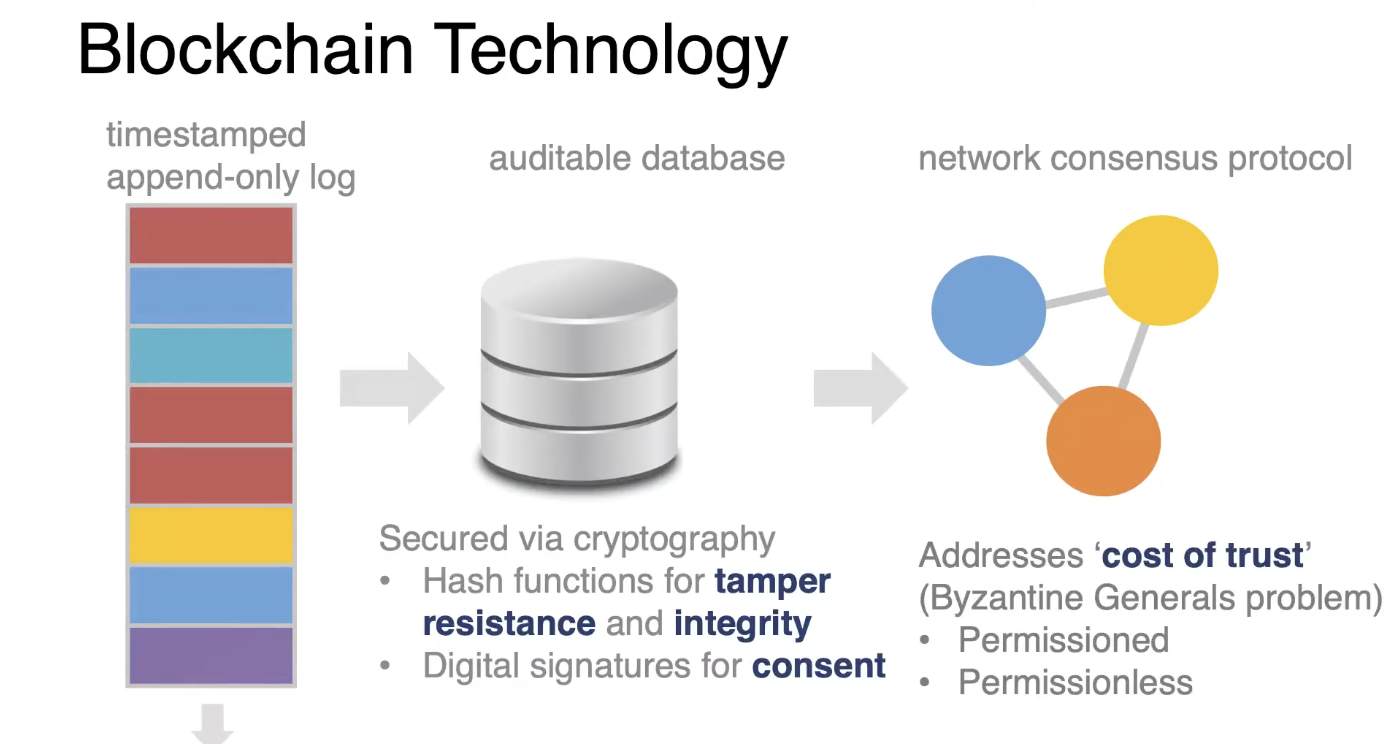 Blockchain Technology
timestamped
append-only log
auditable database
Secured via cryptography
• Hash functions for tamper
resistance and integrity
• Digital signatures for consent
network consensus protocol
Addresses ‘cost of trust’
(Byzantine Generals problem)
• Permissioned
• Permissionless